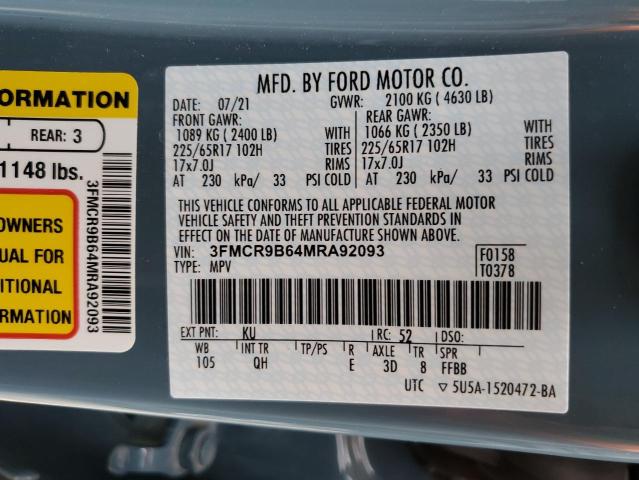 ORMATION
REAR: 3
1148 lbs.
OWNERS
UAL FOR
ITIONAL
ORMATION
3FMCR9B64MRA92093
MFD. BY FORD MOTOR CO.
DATE: 07/21 GVWR: 2100 KG ( 4630 LB)
FRONT GAWR: REAR GAWR:
1089 KG ( 2400 LB) WITH 1066 KG ( 2350 LB) WITH
225/65R17 102H TIRES 225/65R17 102H TIRES
17x7.0J RIMS 17x7.0J RIMS
AT 230 kPa/ 33 PSI COLD AT 230 kPa/ 33 PSI COLD
THIS VEHICLE CONFORMS TO ALL APPLICABLE FEDERAL MOTOR
VEHICLE SAFETY AND THEFT PREVENTION STANDARDS IN
EFFECT ON THE DATE OF MANUFACTURE SHOWN ABOVE.
VIN: 3FMCR9B64MRA92093 F0158
TYPE: MPV T0378
EXT PNT: KU RC: 52 DSO:
WB INT TR TP/PS R AXLE TR SPR
105 QH E 3D 8 FFBB
UTC ▽ 5U5A-1520472-BA